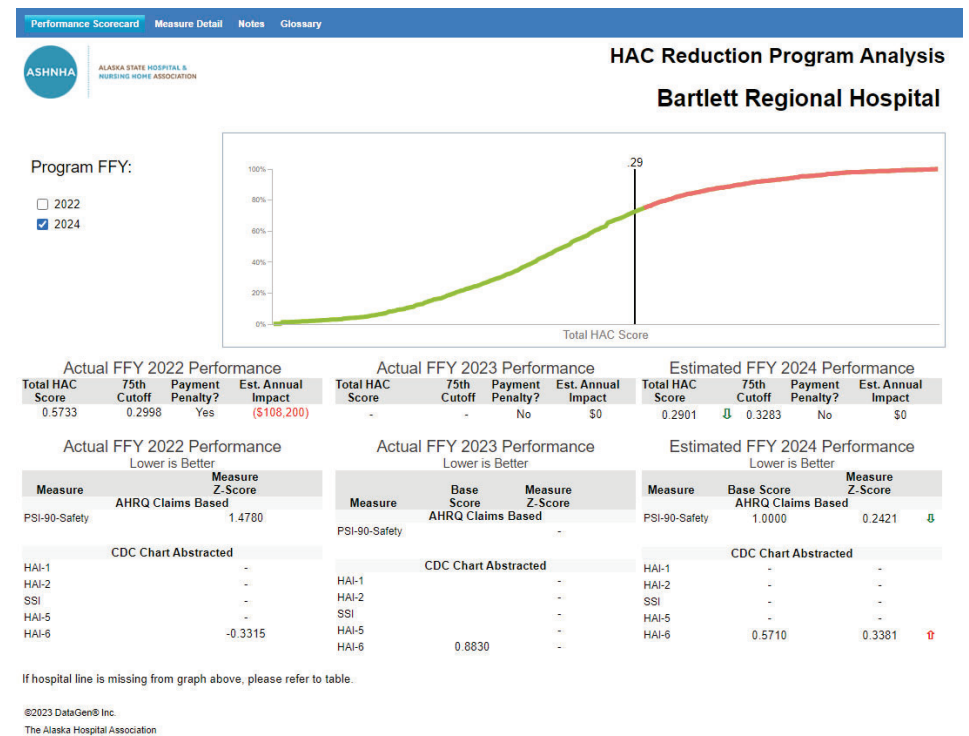 Performance Scorecard Measure Detail Notes Glossary
ASHNHA
ALASKA STATE HOSPITAL &
NURSING HOME ASSOCIATION
HAC Reduction Program Analysis
Bartlett Regional Hospital
Program FFY:
2022
2024
.29
100%
80%
60%
40%
20%
0%
Total HAC Score
Actual FFY 2022 Performance
Total HAC Score 75th Cutoff Payment Penalty? Est. Annual Impact
0.5733 0.2998 Yes ($108,200)
Actual FFY 2023 Performance
Total HAC Score 75th Cutoff Payment Penalty? Est. Annual Impact
- - No $0
Estimated FFY 2024 Performance
Total HAC Score 75th Cutoff Payment Penalty? Est. Annual Impact
0.2901 ⇩ 0.3283 No $0
Actual FFY 2022 Performance
Lower is Better
Measure Measure Z-Score
AHRQ Claims Based
PSI-90-Safety 1.4780
CDC Chart Abstracted
HAI-1 -
HAI-2 -
SSI -
HAI-5 -
HAI-6 -0.3315
Actual FFY 2023 Performance
Lower is Better
Measure Base Score Measure Z-Score
AHRQ Claims Based
PSI-90-Safety -
CDC Chart Abstracted
HAI-1 -
HAI-2 -
SSI -
HAI-5 -
HAI-6 0.8830 -
Estimated FFY 2024 Performance
Lower is Better
Measure Base Score Measure Z-Score
AHRQ Claims Based
PSI-90-Safety 1.0000 0.2421 ⇩
CDC Chart Abstracted
HAI-1 - -
HAI-2 - -
SSI - -
HAI-5 - -
HAI-6 0.5710 0.3381 ⇧
If hospital line is missing from graph above, please refer to table.
©2023 DataGen® Inc.
The Alaska Hospital Association